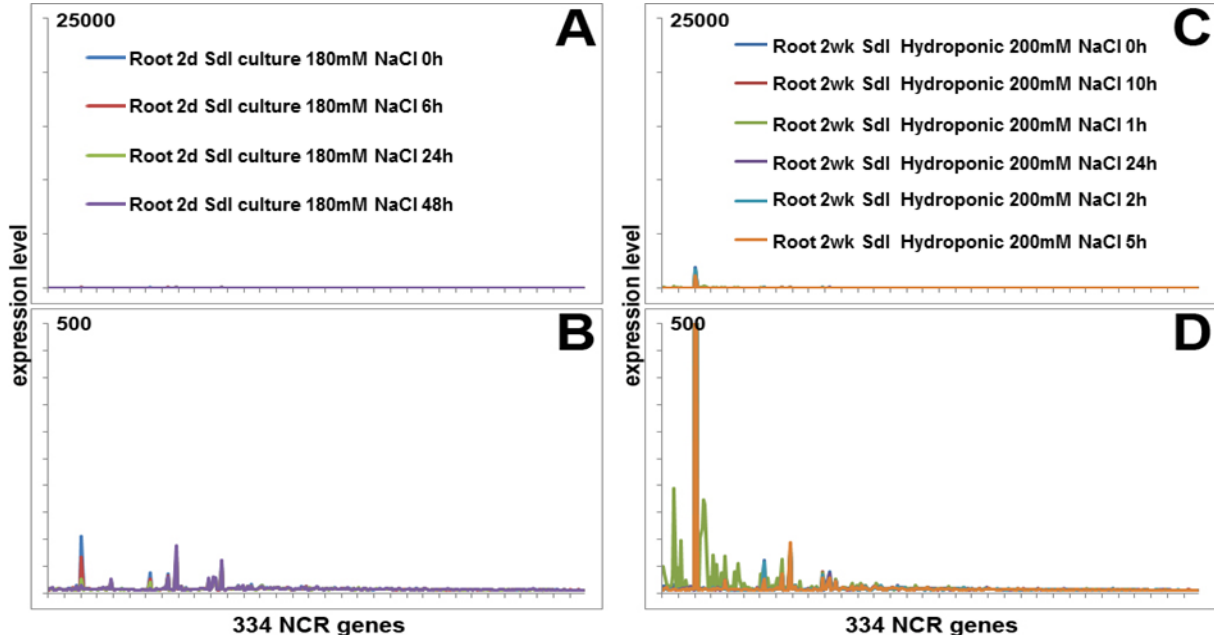 25000
A
Root 2d Sdl culture 180mM NaCl 0h
Root 2d Sdl culture 180mM NaCl 6h
Root 2d Sdl culture 180mM NaCl 24h
Root 2d Sdl culture 180mM NaCl 48h
expression level
500
B
334 NCR genes
25000
C
Root 2wk Sdl Hydroponic 200mM NaCl 0h
Root 2wk Sdl Hydroponic 200mM NaCl 10h
Root 2wk Sdl Hydroponic 200mM NaCl 1h
Root 2wk Sdl Hydroponic 200mM NaCl 24h
Root 2wk Sdl Hydroponic 200mM NaCl 2h
Root 2wk Sdl Hydroponic 200mM NaCl 5h
expression level
500
D
334 NCR genes